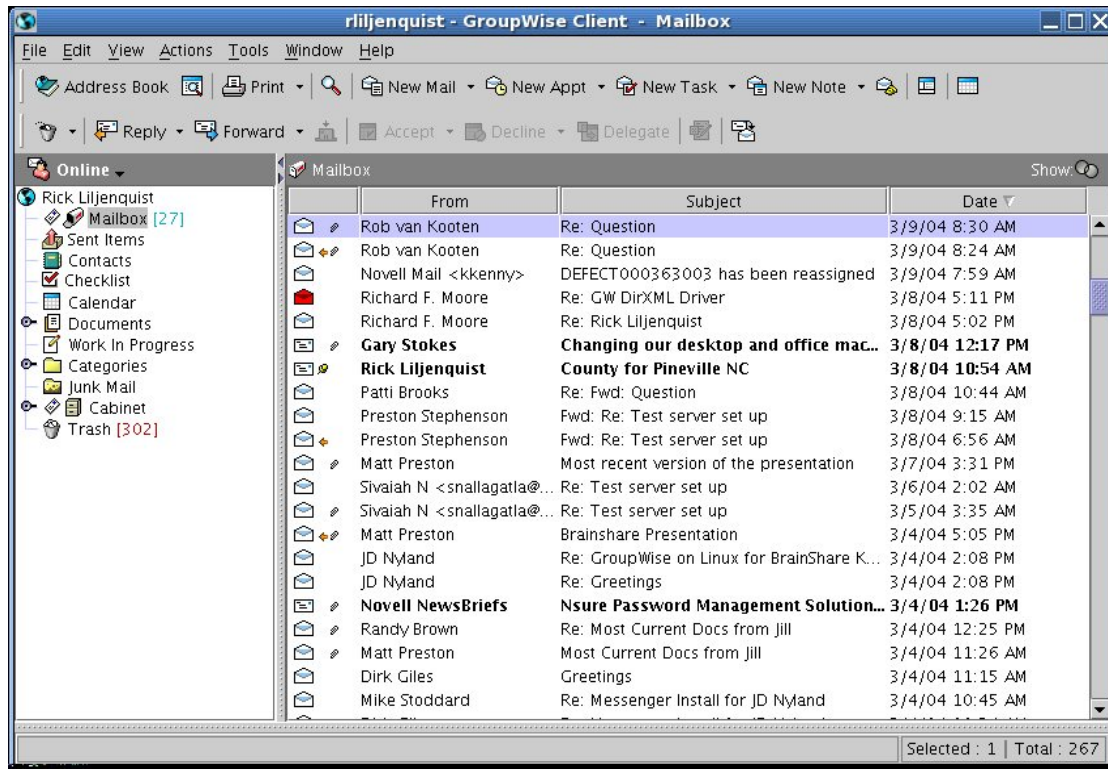 rliljenquist - GroupWise Client - Mailbox
File Edit View Actions Tools Window Help
Address Book Print New Mail New Appt New Task New Note
Reply Forward Accept Decline Delegate
Online
Rick Liljenquist
Mailbox [27]
Sent Items
Contacts
Checklist
Calendar
Documents
Work In Progress
Categories
Junk Mail
Cabinet
Trash [302]
Mailbox Show:
From Subject Date
Rob van Kooten Re: Question 3/9/04 8:30 AM
Rob van Kooten Re: Question 3/9/04 8:24 AM
Novell Mail <kkenny> DEFECT000363003 has been reassigned 3/9/04 7:59 AM
Richard F. Moore Re: GW DirXML Driver 3/8/04 5:11 PM
Richard F. Moore Re: Rick Liljenquist 3/8/04 5:02 PM
Gary Stokes Changing our desktop and office mac... 3/8/04 12:17 PM
Rick Liljenquist County for Pineville NC 3/8/04 10:54 AM
Patti Brooks Re: Fwd: Question 3/8/04 10:44 AM
Preston Stephenson Fwd: Re: Test server set up 3/8/04 9:15 AM
Preston Stephenson Fwd: Re: Test server set up 3/8/04 6:56 AM
Matt Preston Most recent version of the presentation 3/7/04 3:31 PM
Sivaiah N <snallagatla@... Re: Test server set up 3/6/04 2:02 AM
Sivaiah N <snallagatla@... Re: Test server set up 3/5/04 3:35 AM
Matt Preston Brainshare Presentation 3/4/04 5:05 PM
JD Nyland Re: GroupWise on Linux for BrainShare K... 3/4/04 2:08 PM
JD Nyland Re: Greetings 3/4/04 2:08 PM
Novell NewsBriefs Nsure Password Management Solution... 3/4/04 1:26 PM
Randy Brown Re: Most Current Docs from Jill 3/4/04 12:25 PM
Matt Preston Most Current Docs from Jill 3/4/04 11:26 AM
Dirk Giles Greetings 3/4/04 11:15 AM
Mike Stoddard Re: Messenger Install for JD Nyland 3/4/04 10:45 AM
Selected : 1 Total : 267